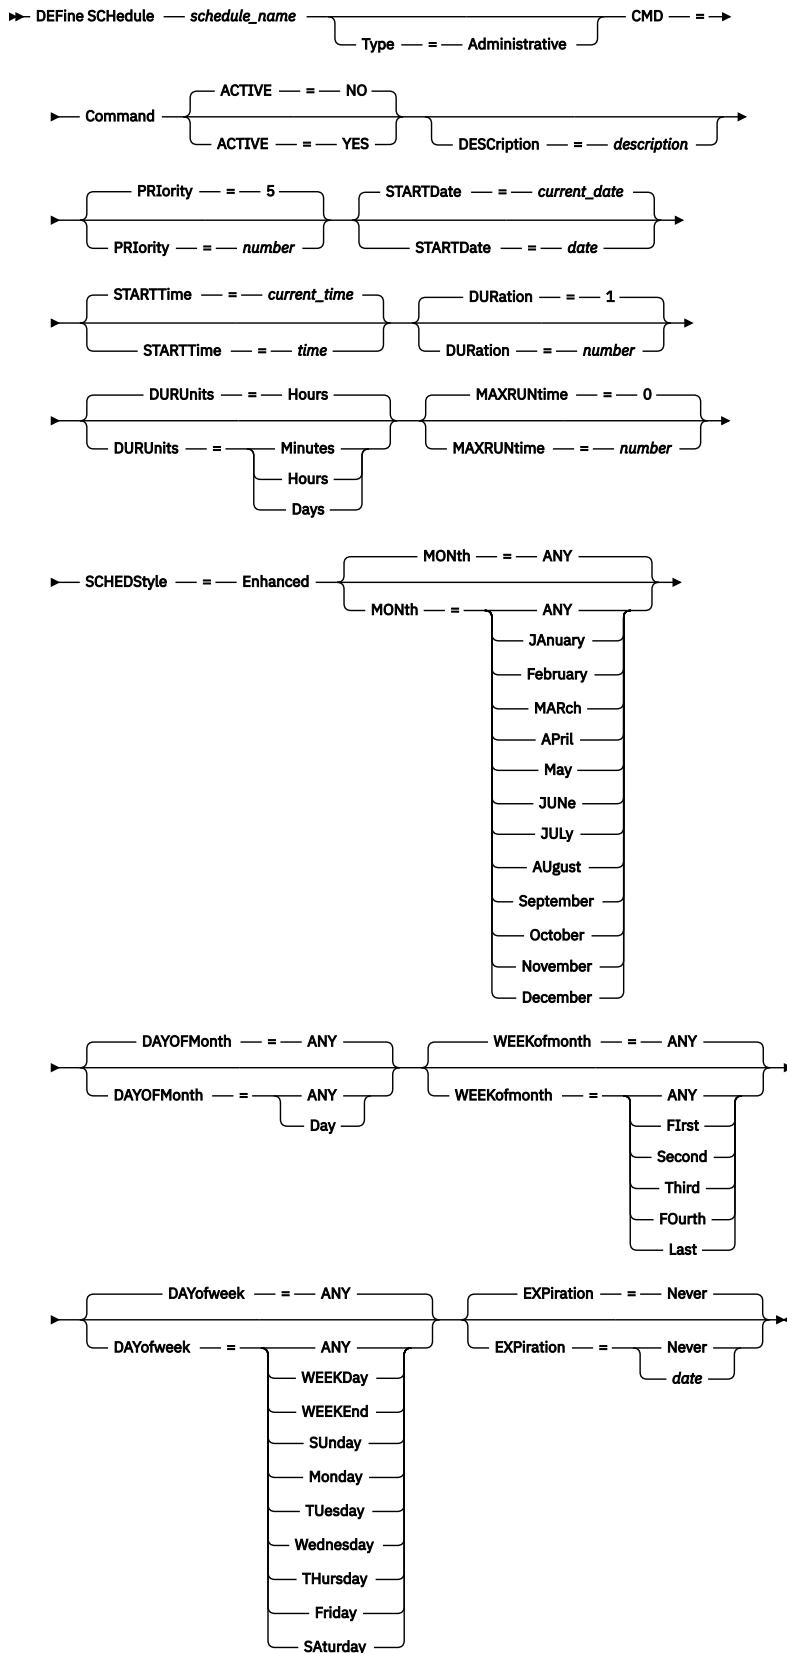 DEFine SCHedule schedule_name CMD =
Type = Administrative
ACTIVE = NO
Command
ACTIVE = YES
DESCription = description
PRIority = 5
STARTDate = current_date
PRIority = number
STARTDate = date
STARTTime = current_time
DURation = 1
STARTTime = time
DURation = number
DURUnits = Hours
MAXRUNtime = 0
DURUnits = Minutes
MAXRUNtime = number
Hours
Days
MONth = ANY
SCHEDStyle = Enhanced
MONth = ANY
JAnuary
February
MARch
APril
May
JUNe
JULy
AUgust
September
October
November
December
DAYOFMonth = ANY
WEEKofmonth = ANY
DAYOFMonth = ANY
WEEKofmonth = ANY
Day
FIrst
Second
Third
FOurth
Last
DAYofweek = ANY
EXPiration = Never
DAYofweek = ANY
EXPiration = Never
WEEKDay
date
WEEKEnd
SUnday
Monday
TUesday
Wednesday
THursday
Friday
SAturday